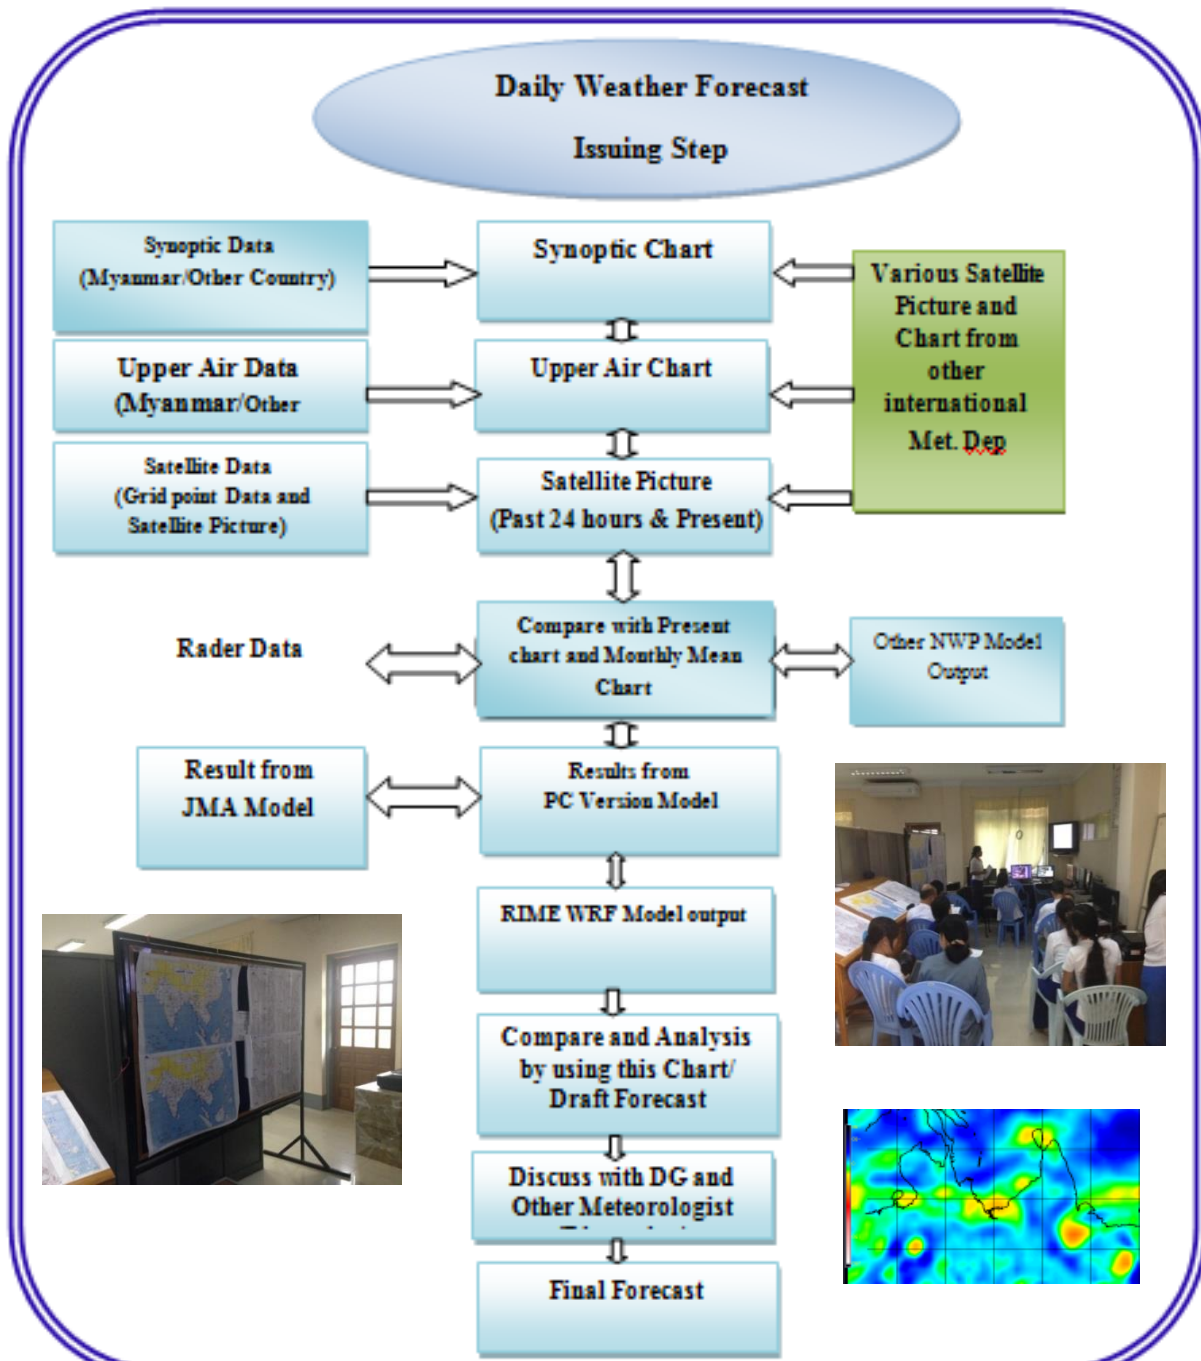 Daily Weather Forecast
Issuing Step
Synoptic Data
(Myanmar/Other Country)
Synoptic Chart
Various Satellite
Picture and
Chart from
other
international
Met. Dep
Upper Air Data
(Myanmar/Other
Upper Air Chart
Satellite Data
(Grid point Data and
Satellite Picture)
Satellite Picture
(Past 24 hours & Present)
Rader Data
Compare with Present
chart and Monthly Mean
Chart
Other NWP Model
Output
Result from
JMA Model
Results from
PC Version Model
RIME WRF Model output
Compare and Analysis
by using this Chart/
Draft Forecast
Discuss with DG and
Other Meteorologist
Final Forecast